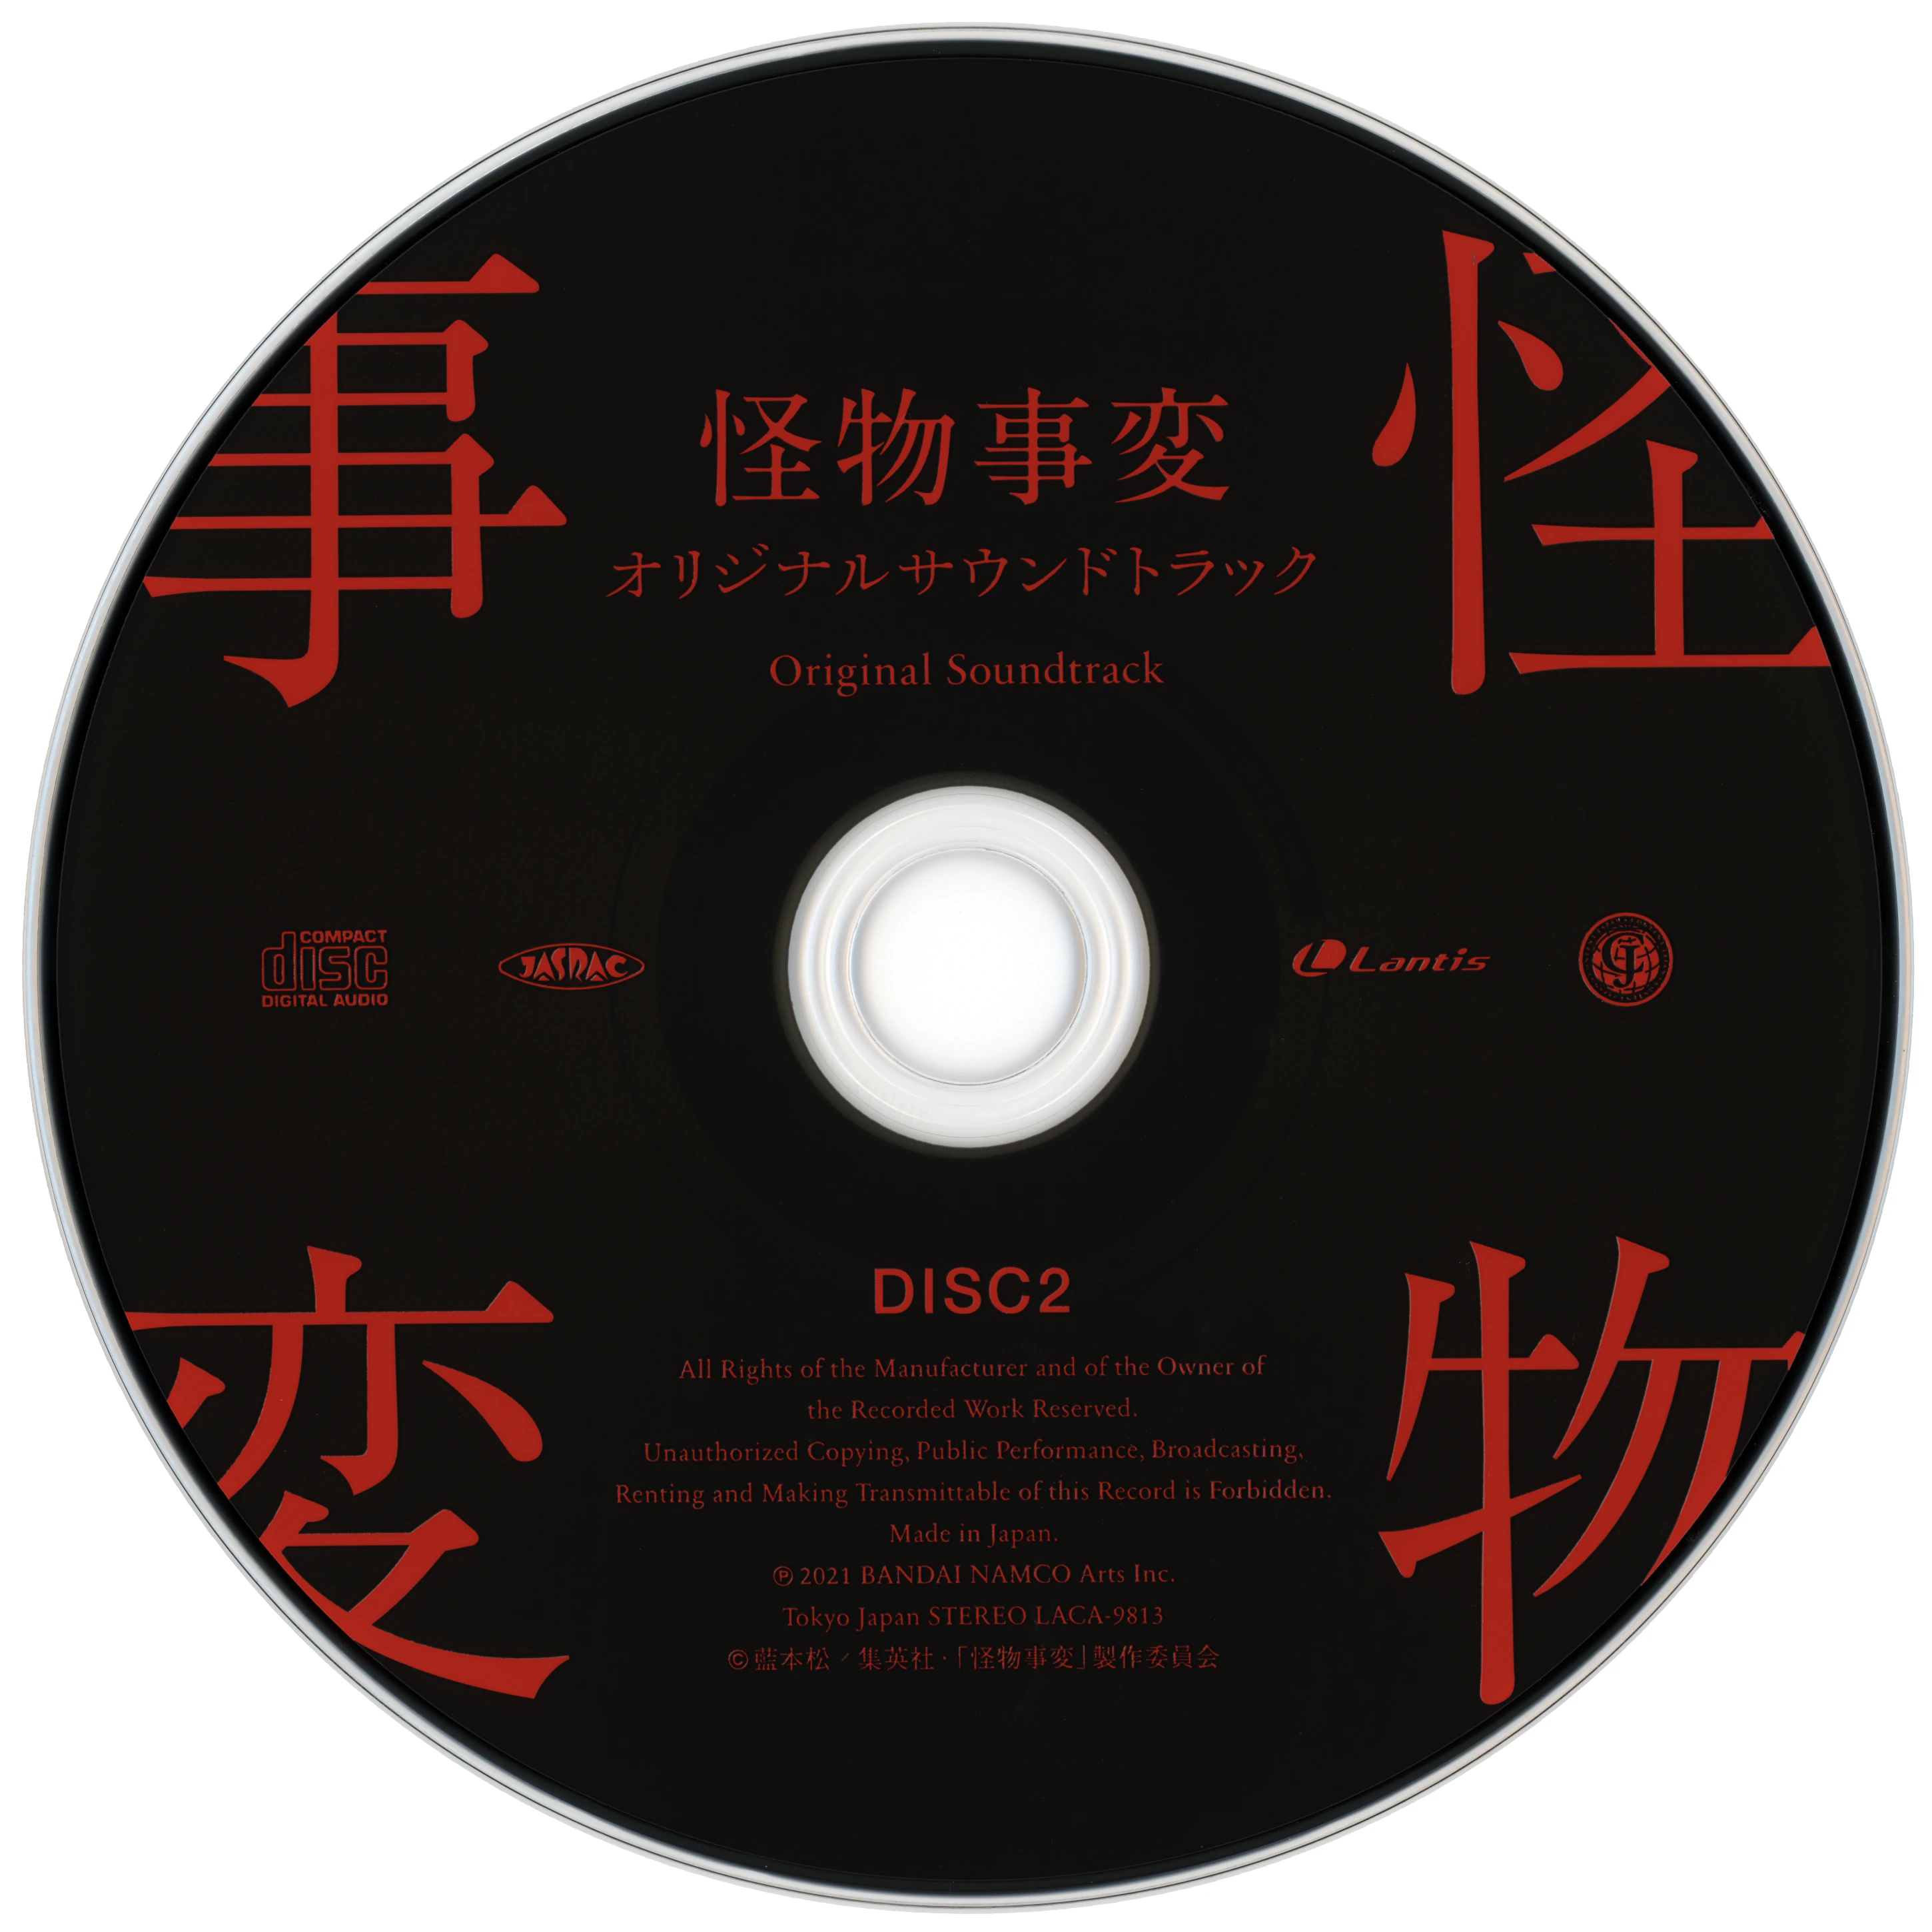 怪
事
怪物事変
オリジナルサウンドトラック
Original Soundtrack
COMPACT
disc
DIGITAL AUDIO
JASRAC
Lantis
変
物
DISC2
All Rights of the Manufacturer and of the Owner of
the Recorded Work Reserved.
Unauthorized Copying, Public Performance, Broadcasting,
Renting and Making Transmittable of this Record is Forbidden.
Made in Japan.
Ⓟ 2021 BANDAI NAMCO Arts Inc.
Tokyo Japan STEREO LACA-9813
©藍本松／集英社・「怪物事変」製作委員会